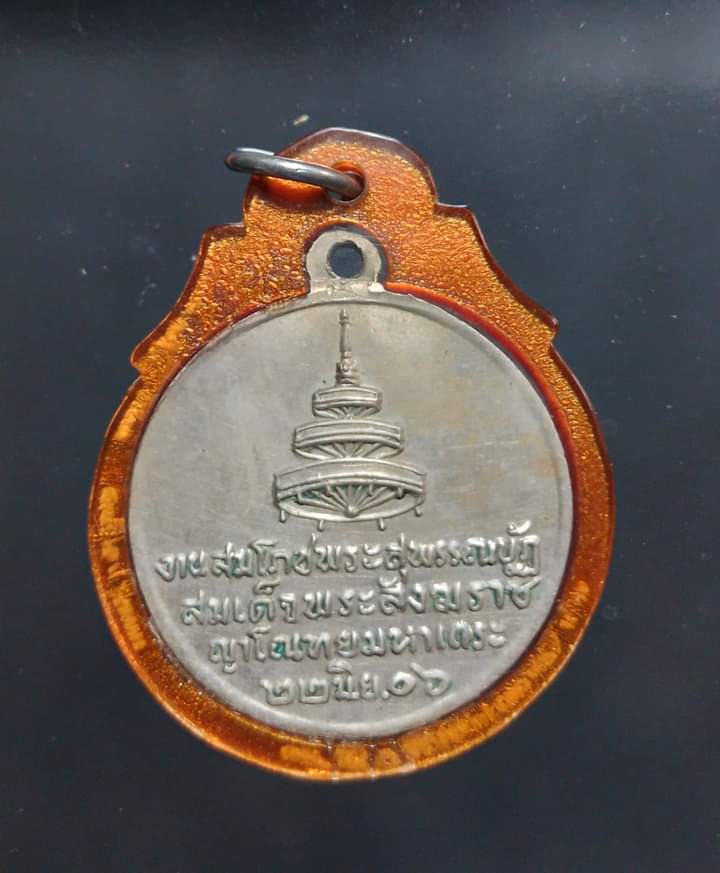 งานสมโภชพระสุพรรณบัฏ
สมเด็จพระสังฆราช
ญาโณทยมหาเถระ
๒๒ มิ.ย. ๐๖